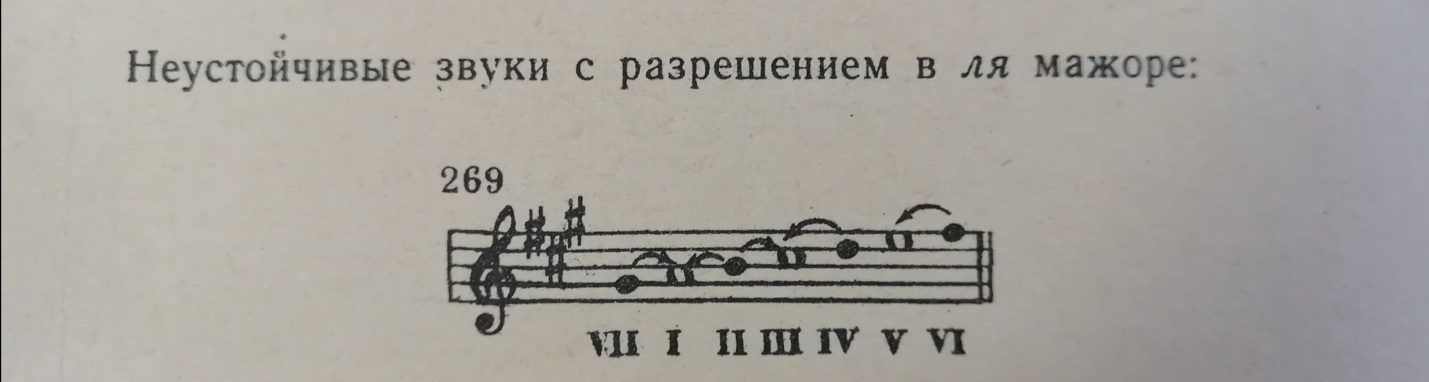 Неустойчивые звуки с разрешением в ля мажоре:
269
VII I II III IV V VI